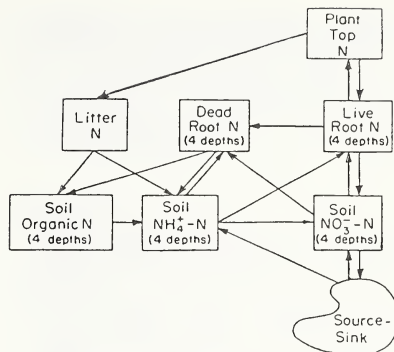 Plant
Top
N
Litter
N
Dead
Root N
(4 depths)
Live
Root N
(4 depths)
Soil
Organic N
(4 depths)
Soil
NH₄⁺-N
(4 depths)
Soil
NO₃⁻-N
(4 depths)
Source-
Sink